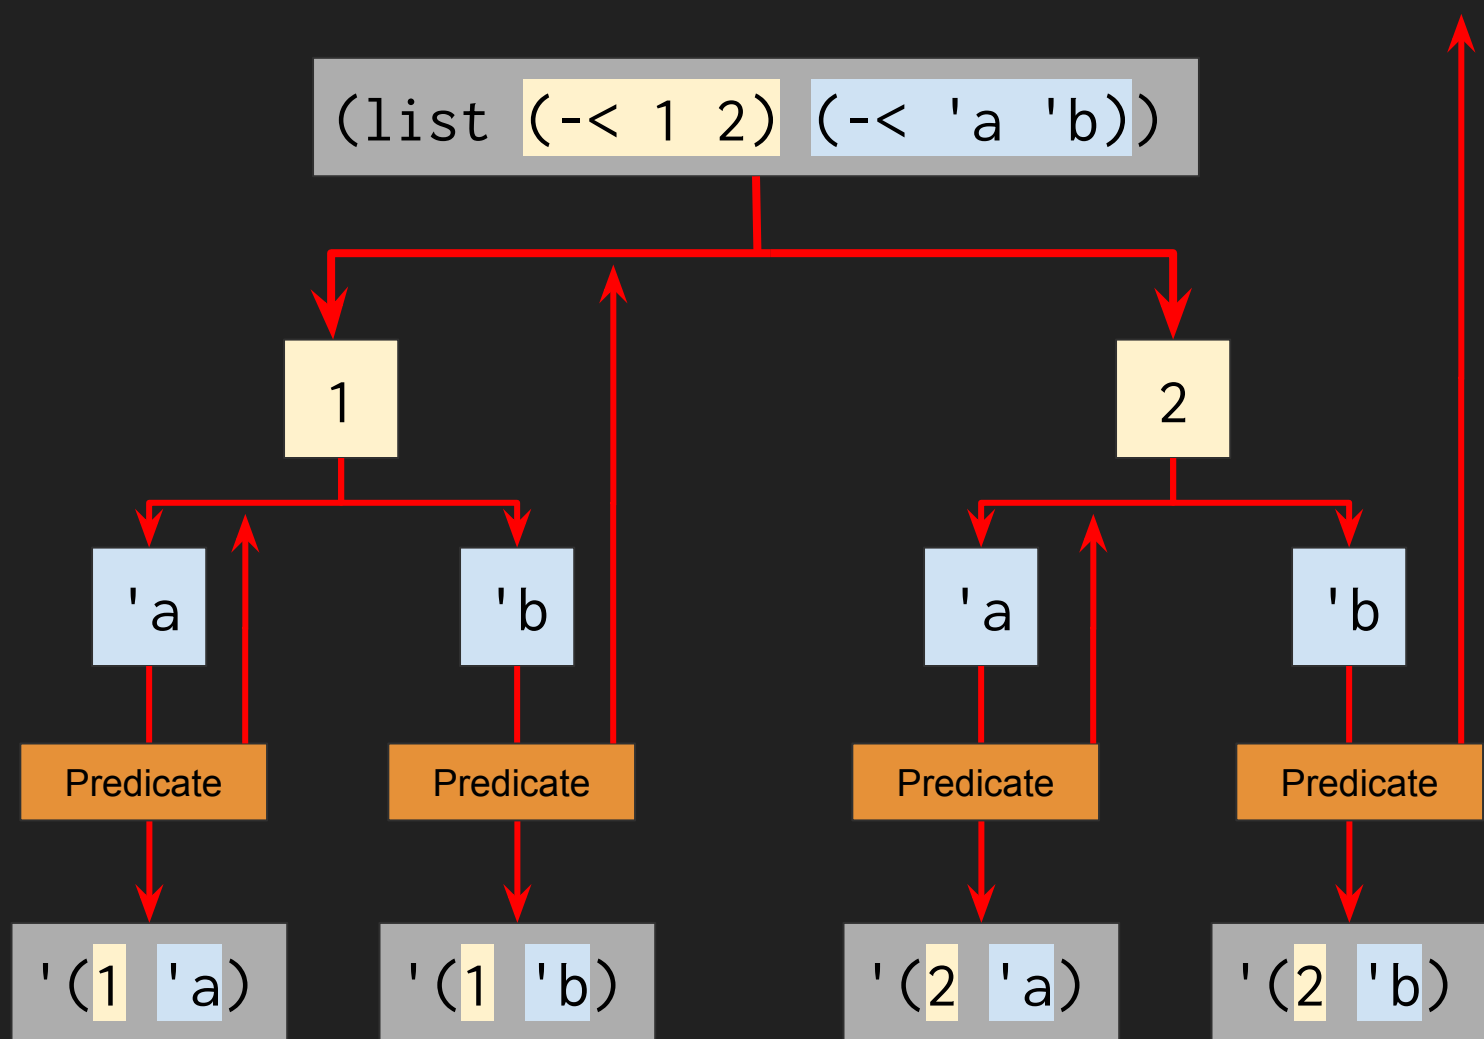 (list (-< 1 2) (-< 'a 'b))
1
2
'a
'b
'a
'b
Predicate
Predicate
Predicate
Predicate
'(1 'a)
'(1 'b)
'(2 'a)
'(2 'b)